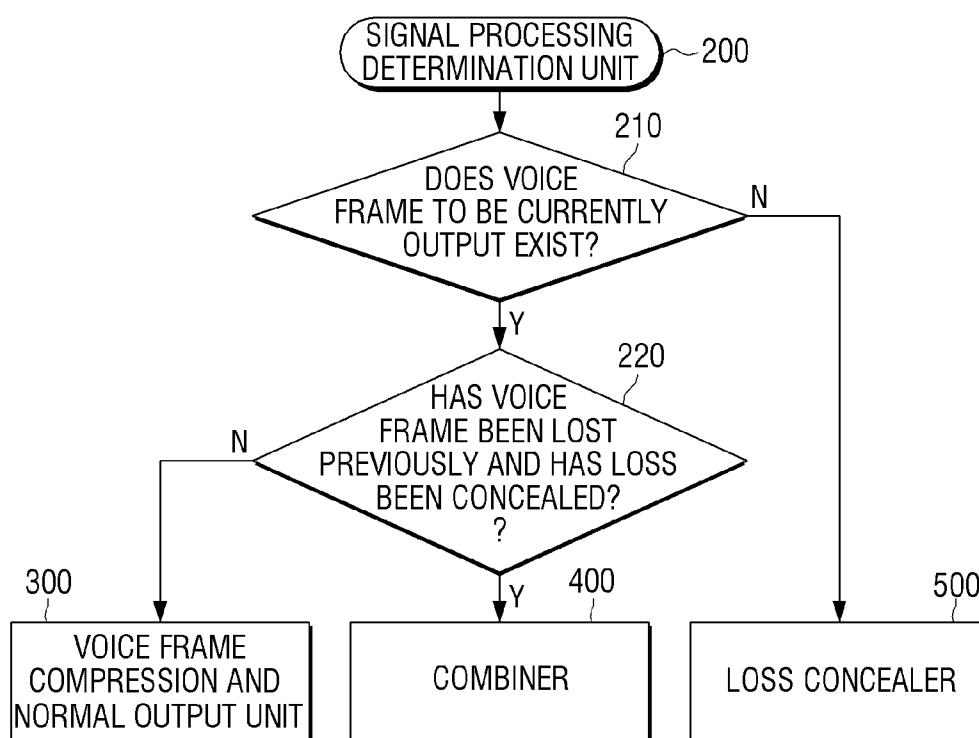 SIGNAL PROCESSING
DETERMINATION UNIT
200
210
DOES VOICE
FRAME TO BE CURRENTLY
OUTPUT EXIST?
N
Y
220
HAS VOICE
FRAME BEEN LOST
PREVIOUSLY AND HAS LOSS
BEEN CONCEALED?
?
N
Y
300
VOICE FRAME
COMPRESSION AND
NORMAL OUTPUT UNIT
400
COMBINER
500
LOSS CONCEALER